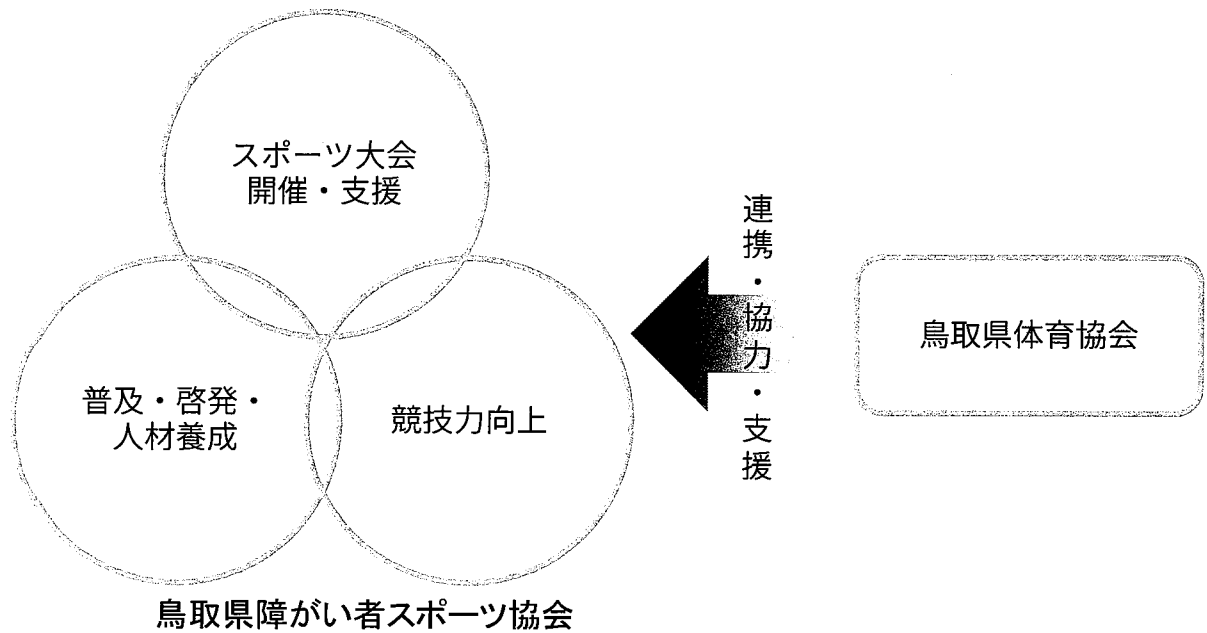 スポーツ大会
開催・支援
普及・啓発・
人材養成
競技力向上
鳥取県障がい者スポーツ協会
連携・協力・支援
鳥取県体育協会